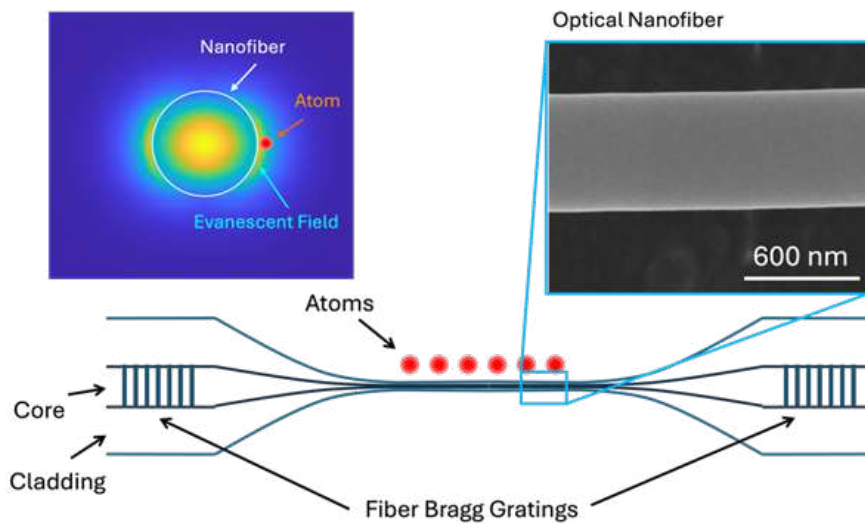 Optical Nanofiber
Nanofiber
Atom
Evanescent Field
600 nm
Atoms
Core
Cladding
Fiber Bragg Gratings